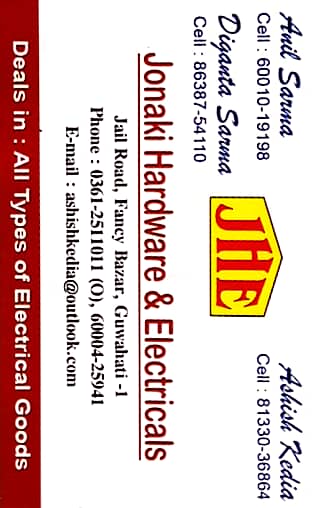 Anil Sarma
Cell : 60010-19198
Ashish Kedia
Cell : 81330-36864
Diganta Sarma
Cell : 86387-54110
JHE
Jonaki Hardware & Electricals
Jail Road, Fancy Bazar, Guwahati -1
Phone : 0361-2511011 (O), 60004-25941
E-mail : ashishkedia@outlook.com
Deals in : All Types of Electrical Goods